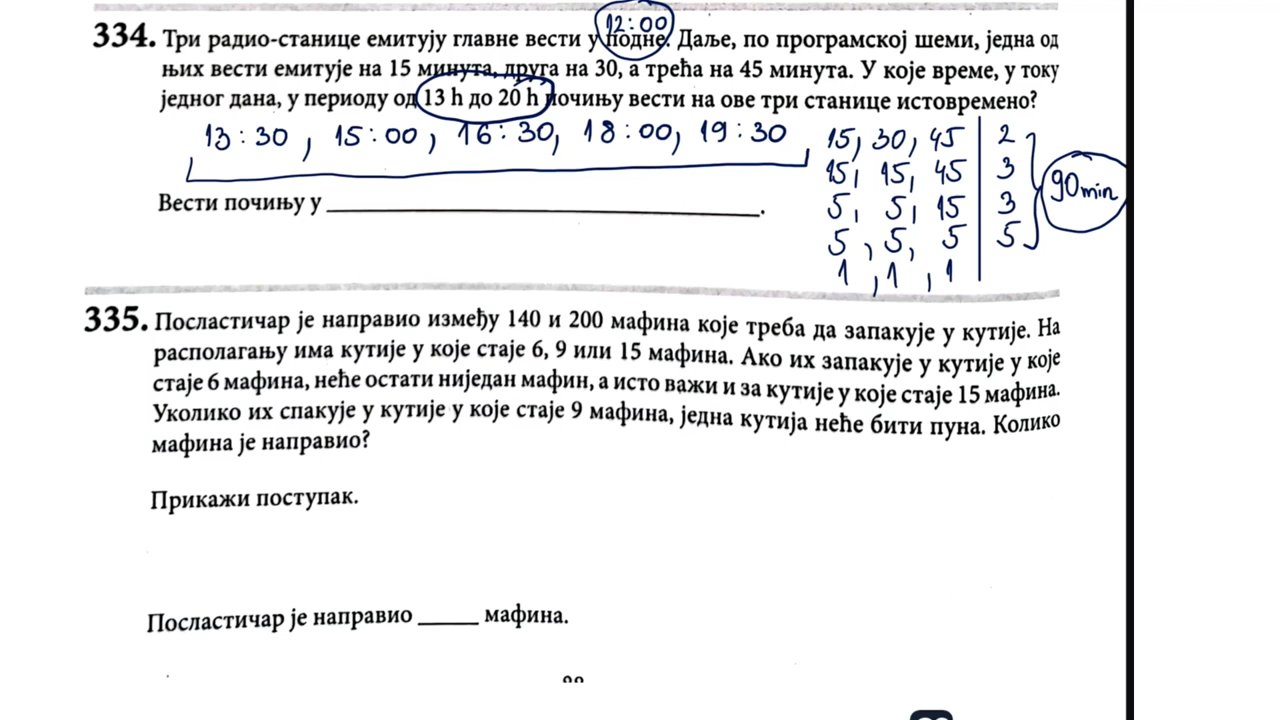 12:00
334. Три радио-станице емитују главне вести у подне. Даље, по програмској шеми, једна од
њих вести емитује на 15 минута, друга на 30, а трећа на 45 минута. У које време, у току
једног дана, у периоду од 13 h до 20 h почињу вести на ове три станице истовремено?
13:30 , 15:00 , 16:30, 18:00, 19:30
Вести почињу у ____________.
15, 30, 45 | 2
15, 15, 45 | 3
5, 5, 15 | 3
5, 5, 5 | 5
1, 1, 1 |
90 min
335. Посластичар је направио између 140 и 200 мафина које треба да запакује у кутије. На
располагању има кутије у које стаје 6, 9 или 15 мафина. Ако их запакује у кутије у које
стаје 6 мафина, неће остати ниједан мафин, а исто важи и за кутије у које стаје 15 мафина.
Уколико их спакује у кутије у које стаје 9 мафина, једна кутија неће бити пуна. Колико
мафина је направио?
Прикажи поступак.
Посластичар је направио _____ мафина.